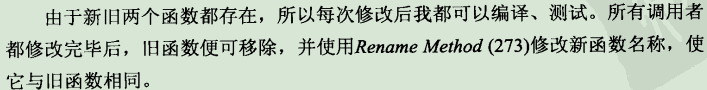 由于新旧两个函数都存在，所以每次修改后我都可以编译、测试。所有调用者
都修改完毕后，旧函数便可移除，并使用Rename Method (273)修改新函数名称，使
它与旧函数相同。